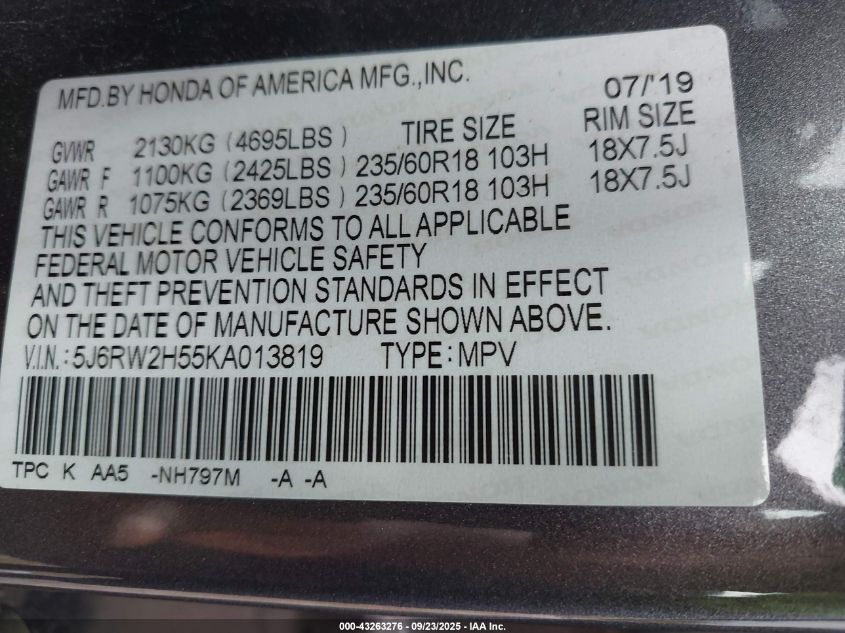 MFD.BY HONDA OF AMERICA MFG.,INC. 07/'19
GVWR 2130KG (4695LBS) TIRE SIZE RIM SIZE
GAWR F 1100KG (2425LBS) 235/60R18 103H 18X7.5J
GAWR R 1075KG (2369LBS) 235/60R18 103H 18X7.5J
THIS VEHICLE CONFORMS TO ALL APPLICABLE
FEDERAL MOTOR VEHICLE SAFETY
AND THEFT PREVENTION STANDARDS IN EFFECT
ON THE DATE OF MANUFACTURE SHOWN ABOVE.
V.I.N.:5J6RW2H55KA013819 TYPE:MPV
TPC K AA5 -NH797M -A -A
000-43263276 - 09/23/2025 - IAA Inc.